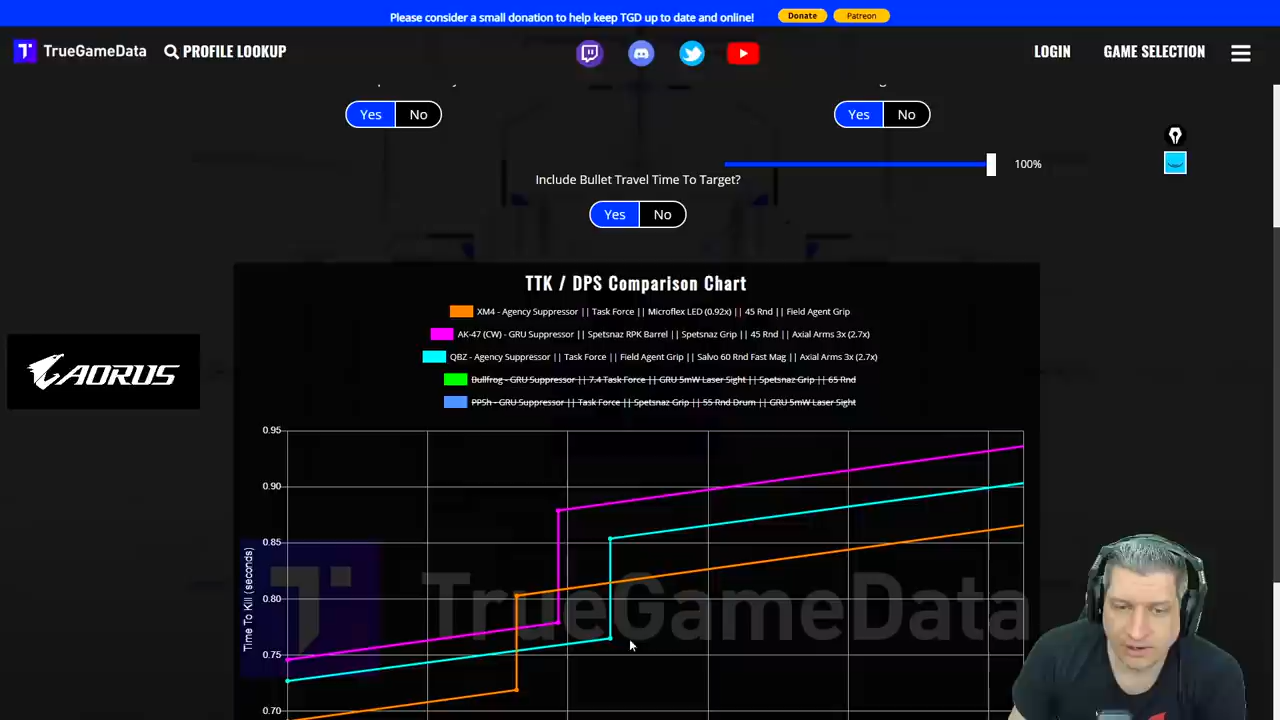 Please consider a small donation to help keep TGD up to date and online! Donate Patreon
TrueGameData PROFILE LOOKUP LOGIN GAME SELECTION
Yes No Yes No
100%
Include Bullet Travel Time To Target?
Yes No
TTK / DPS Comparison Chart
XM4 - Agency Suppressor || Task Force || Microflex LED (0.92x) || 45 Rnd || Field Agent Grip
AK-47 (CW) - GRU Suppressor || Spetsnaz RPK Barrel || Spetsnaz Grip || 45 Rnd || Axial Arms 3x (2.7x)
QBZ - Agency Suppressor || Task Force || Field Agent Grip || Salvo 60 Rnd Fast Mag || Axial Arms 3x (2.7x)
Bullfrog - GRU Suppressor || 7.4 Task Force || GRU 5mW Laser Sight || Spetsnaz Grip || 65 Rnd
PPSh - GRU Suppressor || Task Force || Spetsnaz Grip || 55 Rnd Drum || GRU 5mW Laser Sight
AORUS
0.95
0.90
0.85
0.80
0.75
0.70
Time To Kill (seconds)
TrueGameData